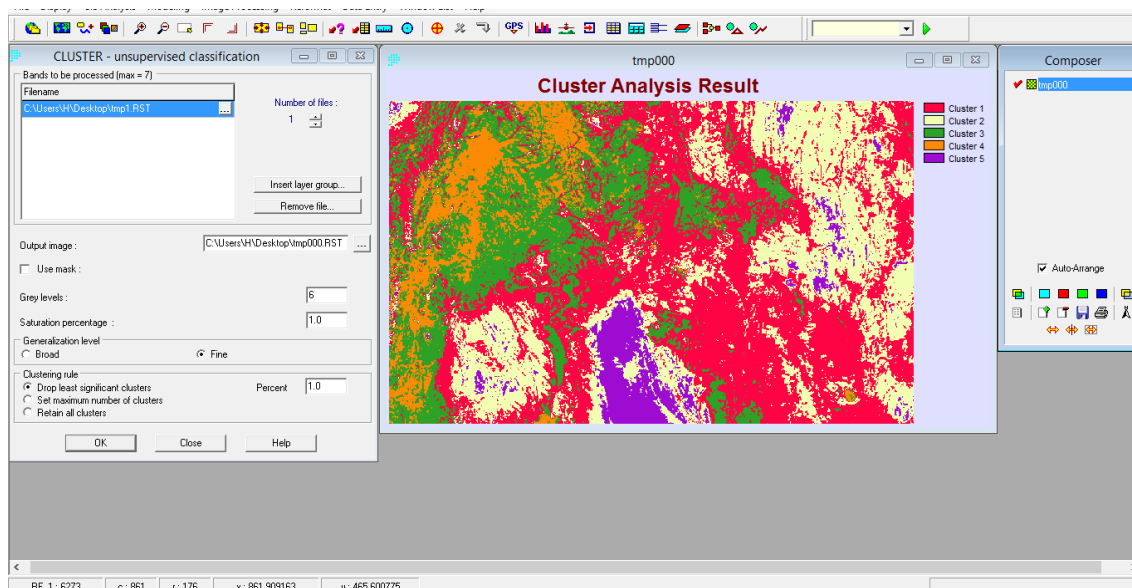 CLUSTER - unsupervised classification
Bands to be processed (max = 7)
Filename
C:\Users\H\Desktop\tmp1.RST
...
Number of files :
1
Insert layer group...
Remove file...
Output image :
C:\Users\H\Desktop\tmp000.RST
...
Use mask :
Grey levels :
6
Saturation percentage :
1.0
Generalization level
Broad
Fine
Clustering rule
Drop least significant clusters
Percent
1.0
Set maximum number of clusters
Retain all clusters
OK
Close
Help
GPS
tmp000
Cluster Analysis Result
Cluster 1
Cluster 2
Cluster 3
Cluster 4
Cluster 5
Composer
tmp000
Auto-Arrange
RF 1 : 6273
c : 861
r : 176
x : 861.909163
y : 465.600775